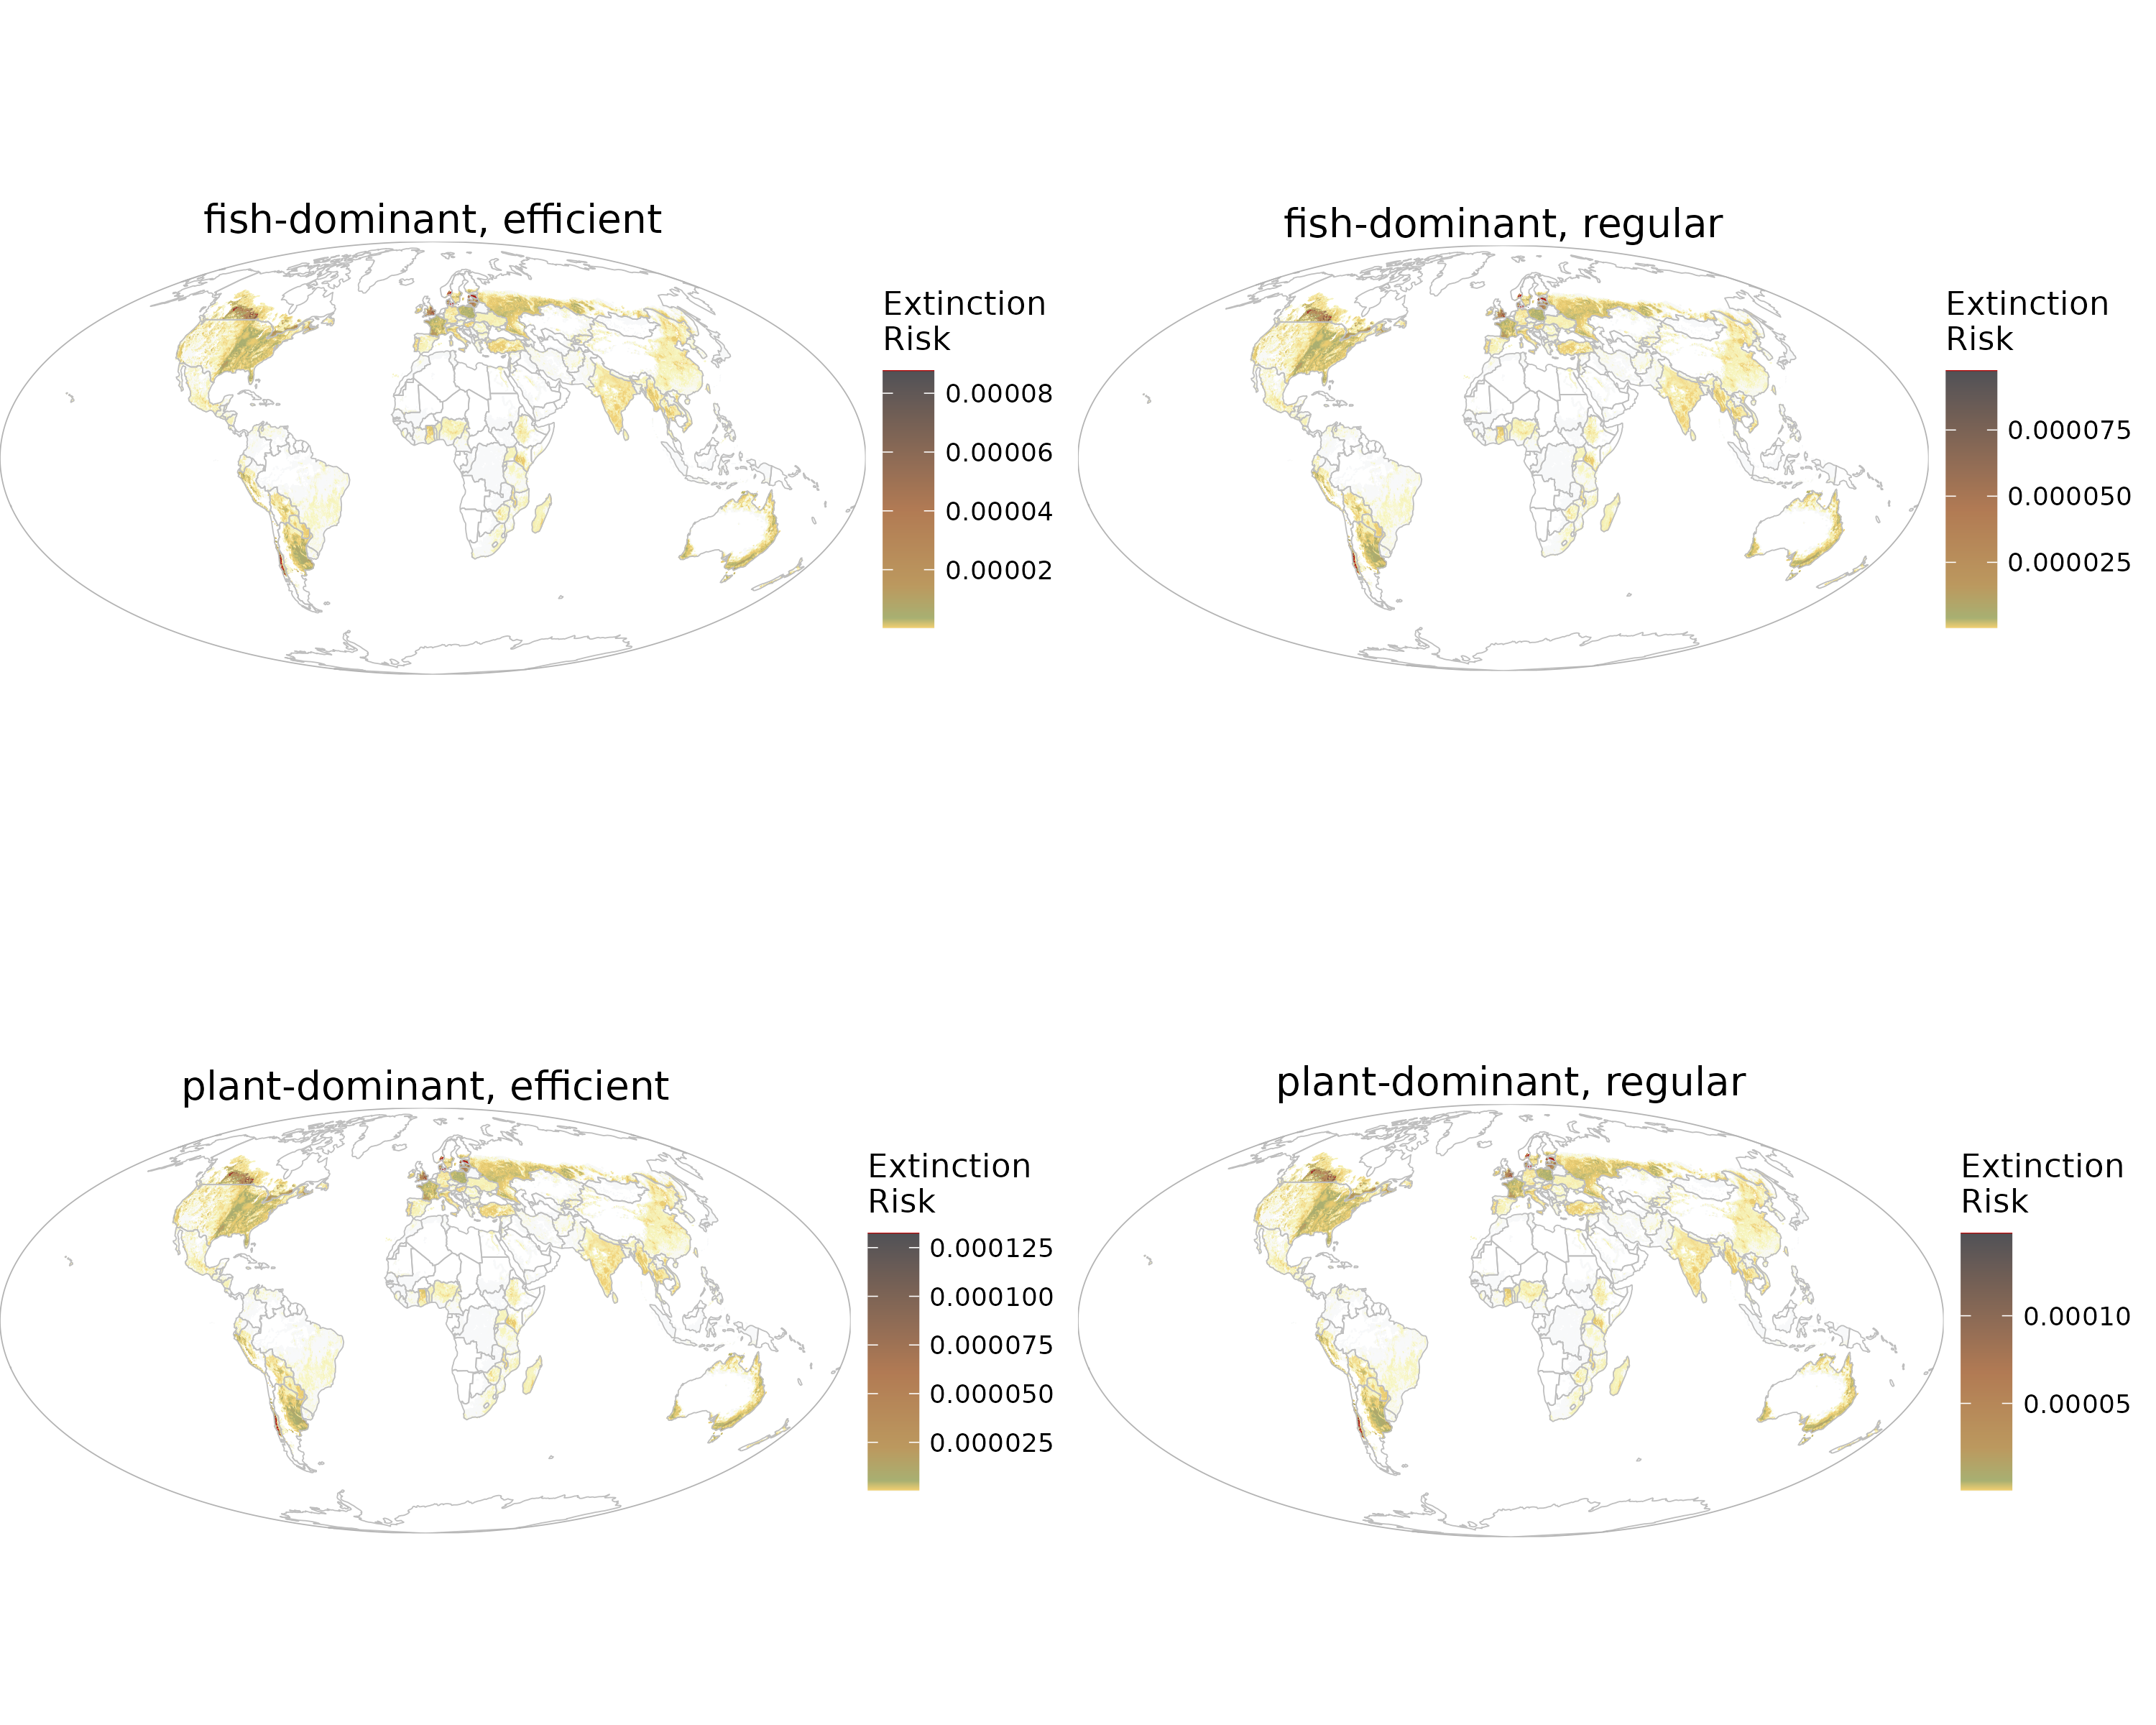 fish-dominant, efficient
Extinction
Risk
0.00008
0.00006
0.00004
0.00002
fish-dominant, regular
Extinction
Risk
0.000075
0.000050
0.000025
plant-dominant, efficient
Extinction
Risk
0.000125
0.000100
0.000075
0.000050
0.000025
plant-dominant, regular
Extinction
Risk
0.00010
0.00005